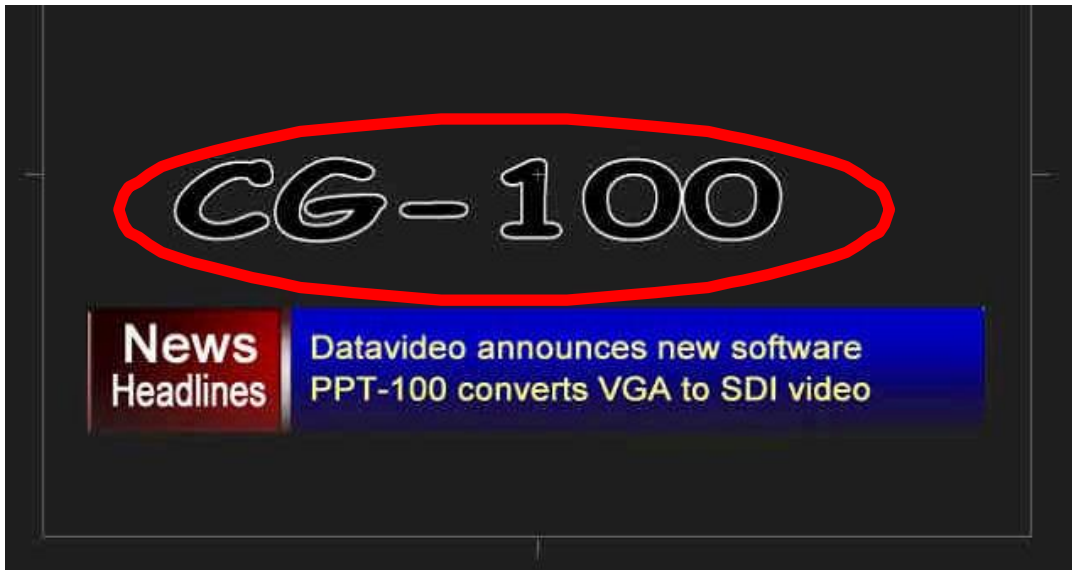 CG-100
News
Headlines
Datavideo announces new software
PPT-100 converts VGA to SDI video